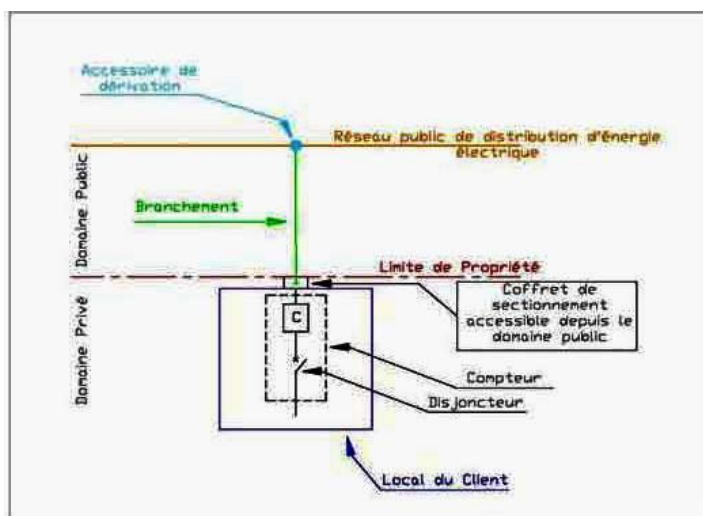 Accessoire de
dérivation
Réseau public de distribution d'énergie
électrique
Domaine Public
Branchement
Limite de Propriété
Coffret de
sectionnement
accessible depuis le
domaine public
Domaine Privé
C
Compteur
Disjoncteur
Local du Client